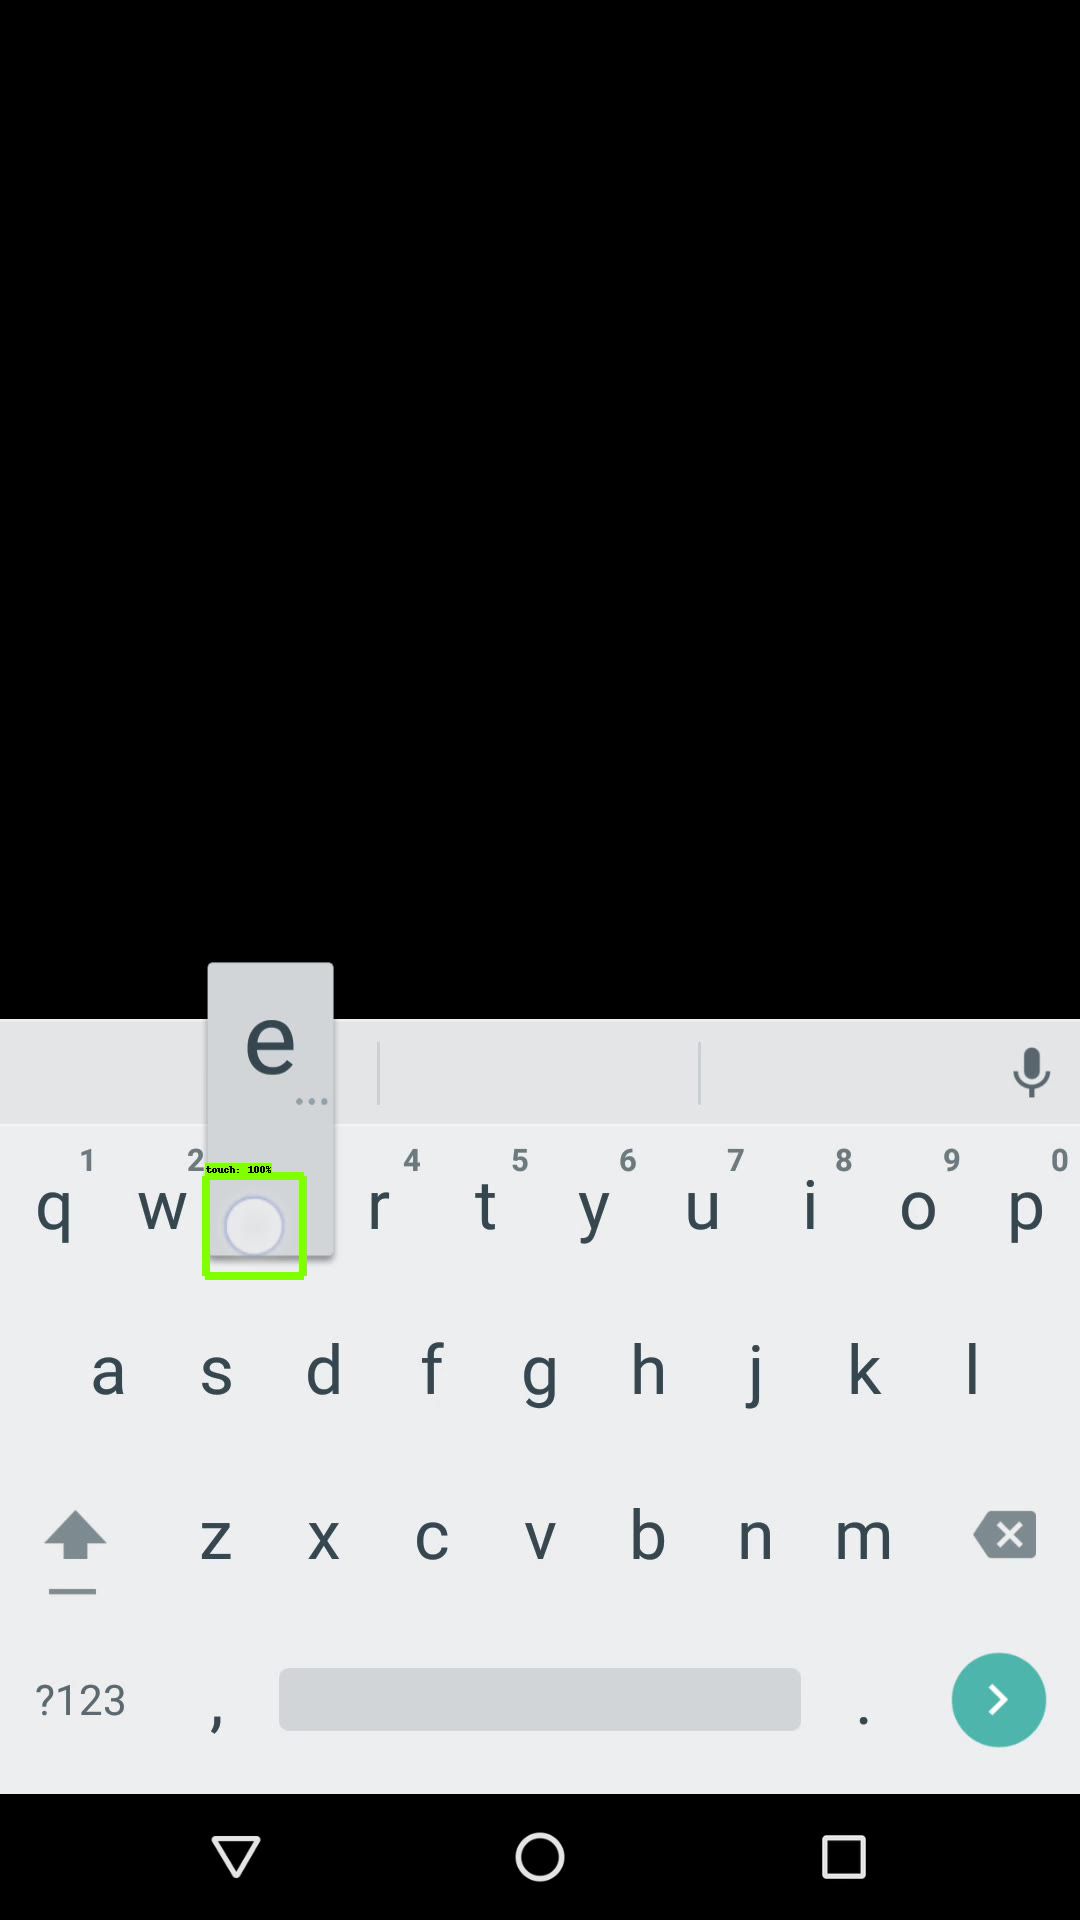 e
...
1 2 4 5 6 7 8 9 0
touch: 100%
q w r t y u i o p
a s d f g h j k l
z x c v b n m
?123 , .